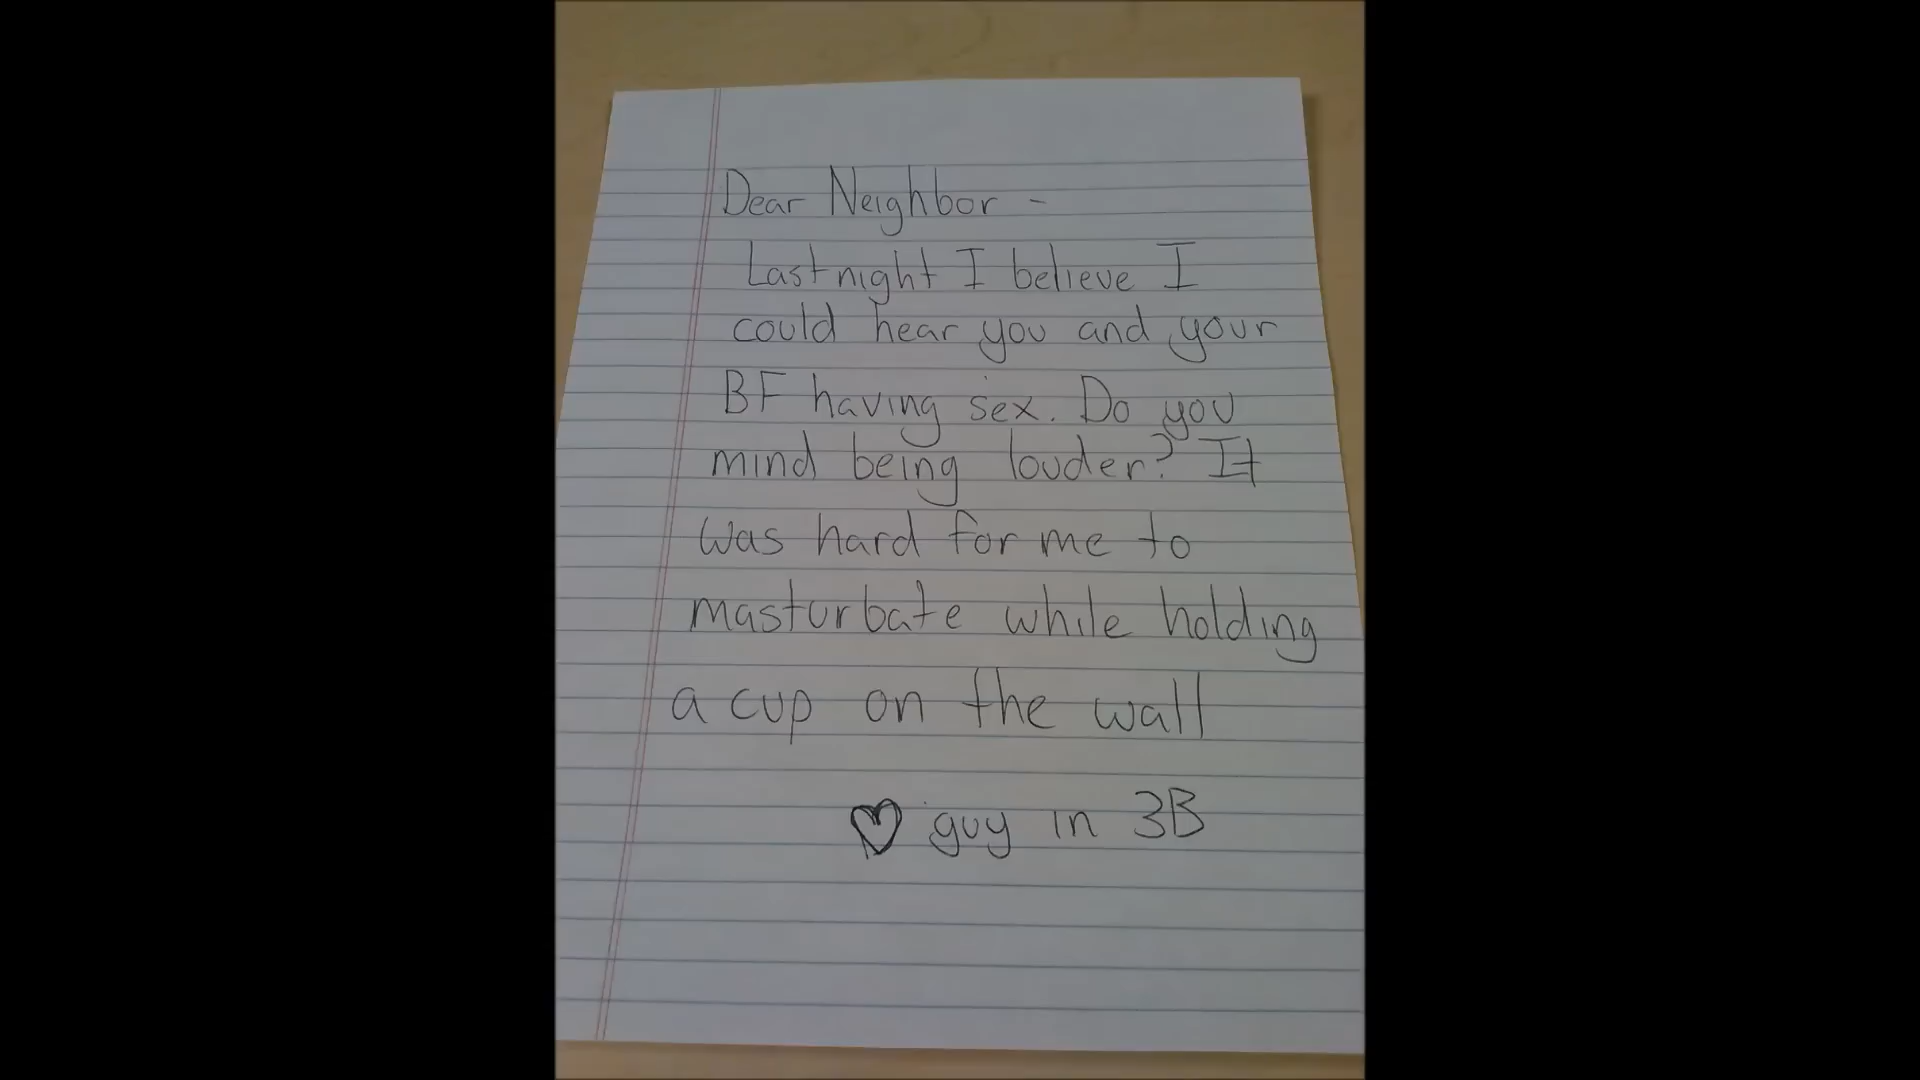 Dear Neighbor -
Last night I believe I
could hear you and your
BF having sex. Do you
mind being louder? It
was hard for me to
masturbate while holding
a cup on the wall
♡ guy in 3B